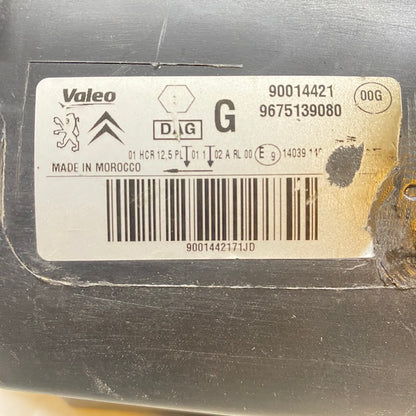 Valeo
90014421
00G
9675139080
DAG
G
01 HCR 12,5 PL 01 1 02 A RL 00 E 9 14039
MADE IN MOROCCO
9001442171JD